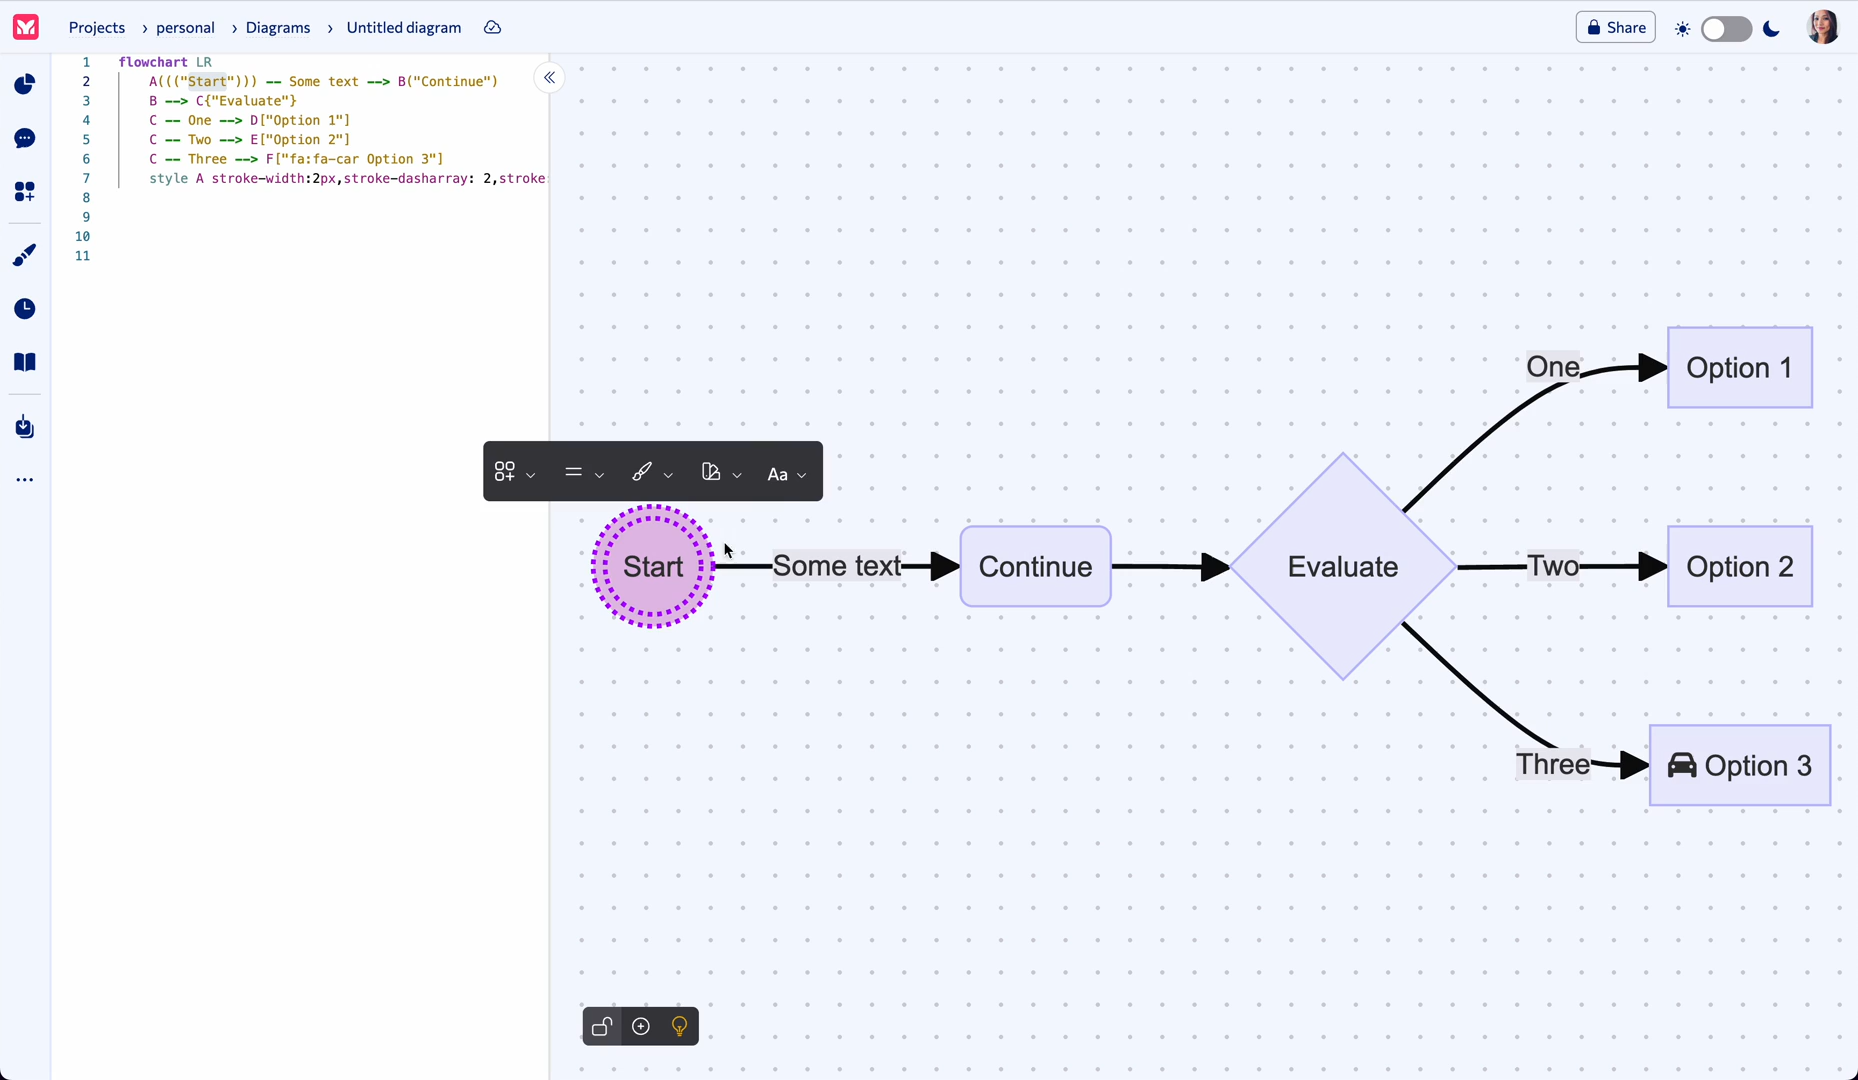 Projects › personal › Diagrams › Untitled diagram
Share
1 flowchart LR
2 A((("Start"))) -- Some text --> B("Continue")
3 B --> C{"Evaluate"}
4 C -- One --> D["Option 1"]
5 C -- Two --> E["Option 2"]
6 C -- Three --> F["fa:fa-car Option 3"]
7 style A stroke-width:2px,stroke-dasharray: 2,stroke:
8
9
10
11
One
Option 1
Aa
Start
Some text
Continue
Evaluate
Two
Option 2
Three
Option 3